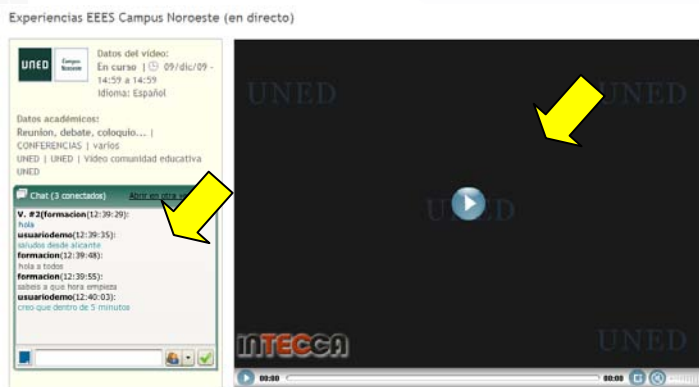 Experiencias EEES Campus Noroeste (en directo)
UNED
Campus
Noroeste
Datos del vídeo:
En curso | 09/dic/09 -
14:59 a 14:59
Idioma: Español
Datos académicos:
Reunion, debate, coloquio... |
CONFERENCIAS | varios
UNED | UNED | Video comunidad educativa
UNED
Chat (3 conectados) Abrir en otra
V. #2(formacion(12:39:29):
hola
usuariodemo(12:39:35):
saludos desde alicante
formacion(12:39:48):
hola a todos
formacion(12:39:55):
sabeis a que hora empieza
usuariodemo(12:40:03):
creo que dentro de 5 minutos
UNED
UNED
UNED
INTECCA
UNED
00:00
00:00